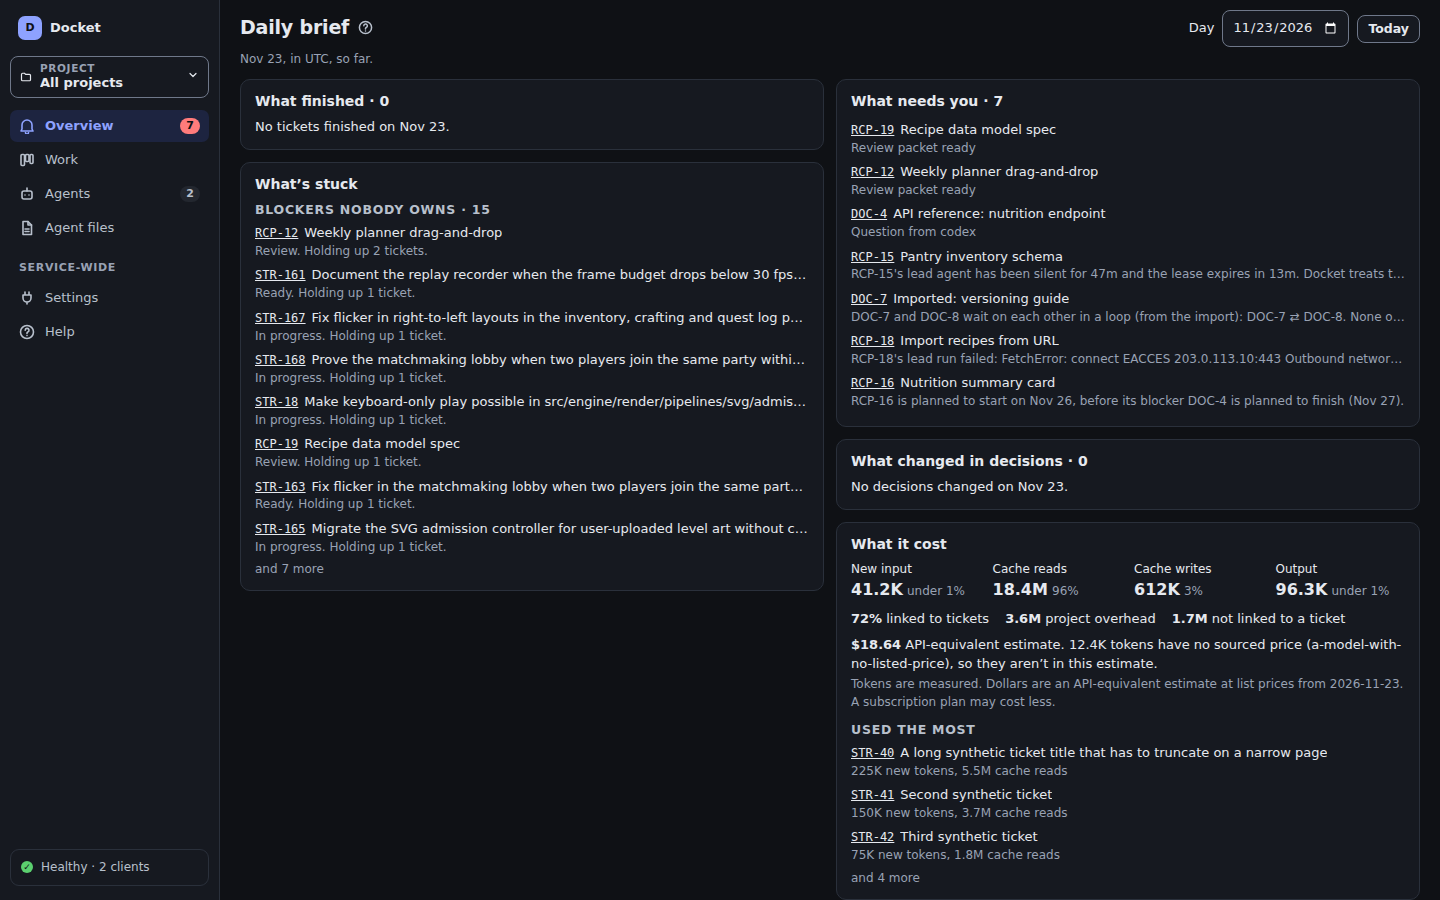 D Docket
PROJECT
All projects
Overview 7
Work
Agents 2
Agent files
SERVICE-WIDE
Settings
Help
✓ Healthy · 2 clients
Daily brief ?
Day 11/23/2026 Today
Nov 23, in UTC, so far.
What finished · 0
No tickets finished on Nov 23.
What’s stuck
BLOCKERS NOBODY OWNS · 15
RCP-12 Weekly planner drag-and-drop
Review. Holding up 2 tickets.
STR-161 Document the replay recorder when the frame budget drops below 30 fps…
Ready. Holding up 1 ticket.
STR-167 Fix flicker in right-to-left layouts in the inventory, crafting and quest log p…
In progress. Holding up 1 ticket.
STR-168 Prove the matchmaking lobby when two players join the same party withi…
In progress. Holding up 1 ticket.
STR-18 Make keyboard-only play possible in src/engine/render/pipelines/svg/admis…
In progress. Holding up 1 ticket.
RCP-19 Recipe data model spec
Review. Holding up 1 ticket.
STR-163 Fix flicker in the matchmaking lobby when two players join the same part…
Ready. Holding up 1 ticket.
STR-165 Migrate the SVG admission controller for user-uploaded level art without c…
In progress. Holding up 1 ticket.
and 7 more
What needs you · 7
RCP-19 Recipe data model spec
Review packet ready
RCP-12 Weekly planner drag-and-drop
Review packet ready
DOC-4 API reference: nutrition endpoint
Question from codex
RCP-15 Pantry inventory schema
RCP-15's lead agent has been silent for 47m and the lease expires in 13m. Docket treats t…
DOC-7 Imported: versioning guide
DOC-7 and DOC-8 wait on each other in a loop (from the import): DOC-7 ⇄ DOC-8. None o…
RCP-18 Import recipes from URL
RCP-18's lead run failed: FetchError: connect EACCES 203.0.113.10:443 Outbound networ…
RCP-16 Nutrition summary card
RCP-16 is planned to start on Nov 26, before its blocker DOC-4 is planned to finish (Nov 27).
What changed in decisions · 0
No decisions changed on Nov 23.
What it cost
New input Cache reads Cache writes Output
41.2K under 1% 18.4M 96% 612K 3% 96.3K under 1%
72% linked to tickets 3.6M project overhead 1.7M not linked to a ticket
$18.64 API-equivalent estimate. 12.4K tokens have no sourced price (a-model-with-
no-listed-price), so they aren’t in this estimate.
Tokens are measured. Dollars are an API-equivalent estimate at list prices from 2026-11-23.
A subscription plan may cost less.
USED THE MOST
STR-40 A long synthetic ticket title that has to truncate on a narrow page
225K new tokens, 5.5M cache reads
STR-41 Second synthetic ticket
150K new tokens, 3.7M cache reads
STR-42 Third synthetic ticket
75K new tokens, 1.8M cache reads
and 4 more